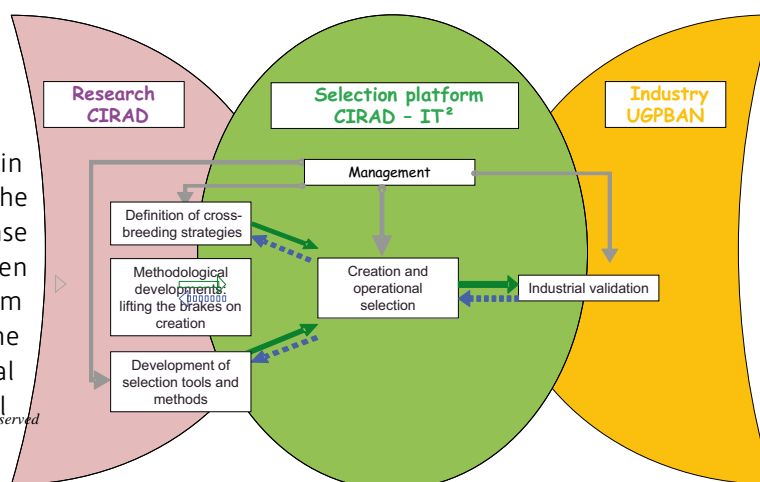 Research
CIRAD
Selection platform
CIRAD – IT²
Industry
UGPBAN
Management
Definition of cross-
breeding strategies
Methodological
developments:
lifting the brakes on
creation
Development of
selection tools and
methods
Creation and
operational
selection
Industrial validation
in
he
ase
en
m
he
al
l
served